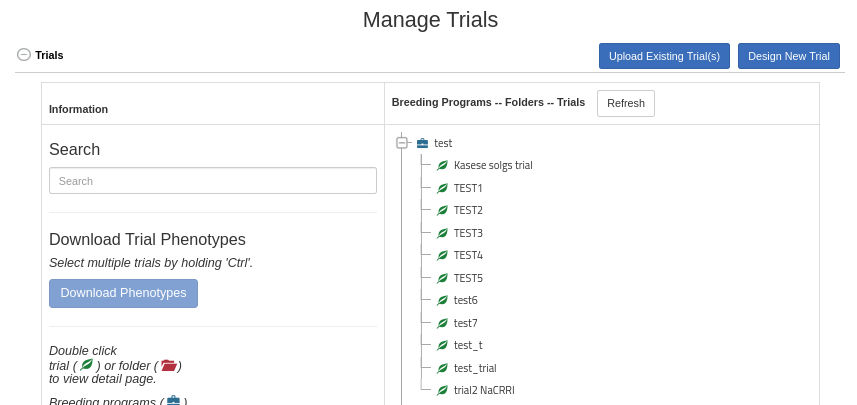 Manage Trials
Trials
Upload Existing Trial(s)
Design New Trial
Information
Breeding Programs -- Folders -- Trials
Refresh
Search
Search
Download Trial Phenotypes
Select multiple trials by holding 'Ctrl'.
Download Phenotypes
Double click
trial ( ) or folder ( )
to view detail page.
Breeding programs ( )
test
Kasese solgs trial
TEST1
TEST2
TEST3
TEST4
TEST5
test6
test7
test_t
test_trial
trial2 NaCRRI